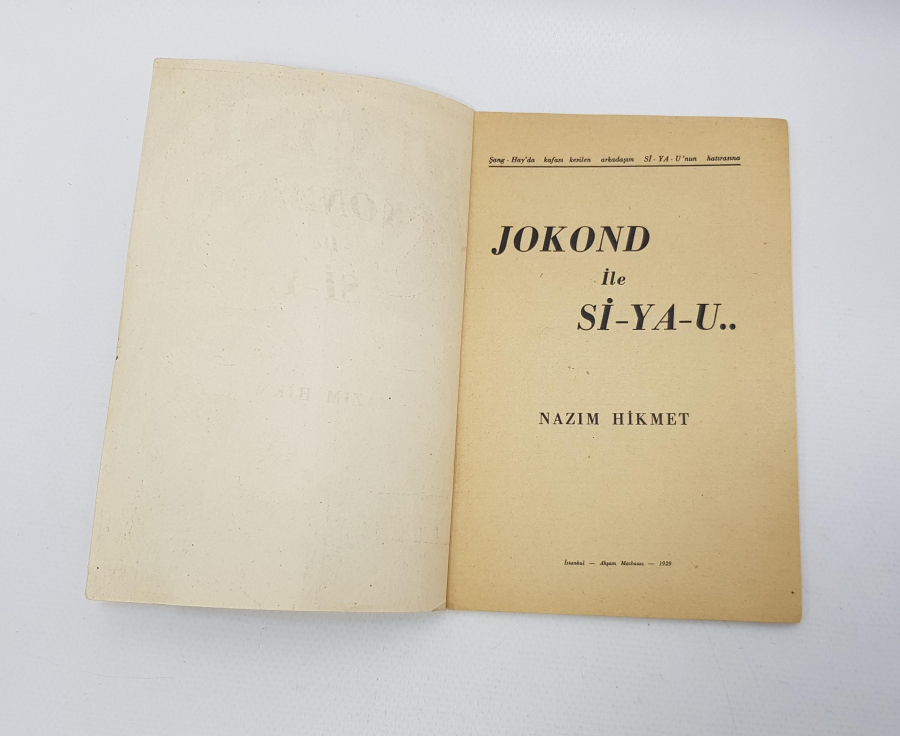 Şang - Hay'da kafası kesilen arkadaşım Sİ - YA - U'nun hatırasına
JOKOND
İle
Sİ-YA-U..
NAZIM HİKMET
İstanbul — Akşam Matbaası — 1929